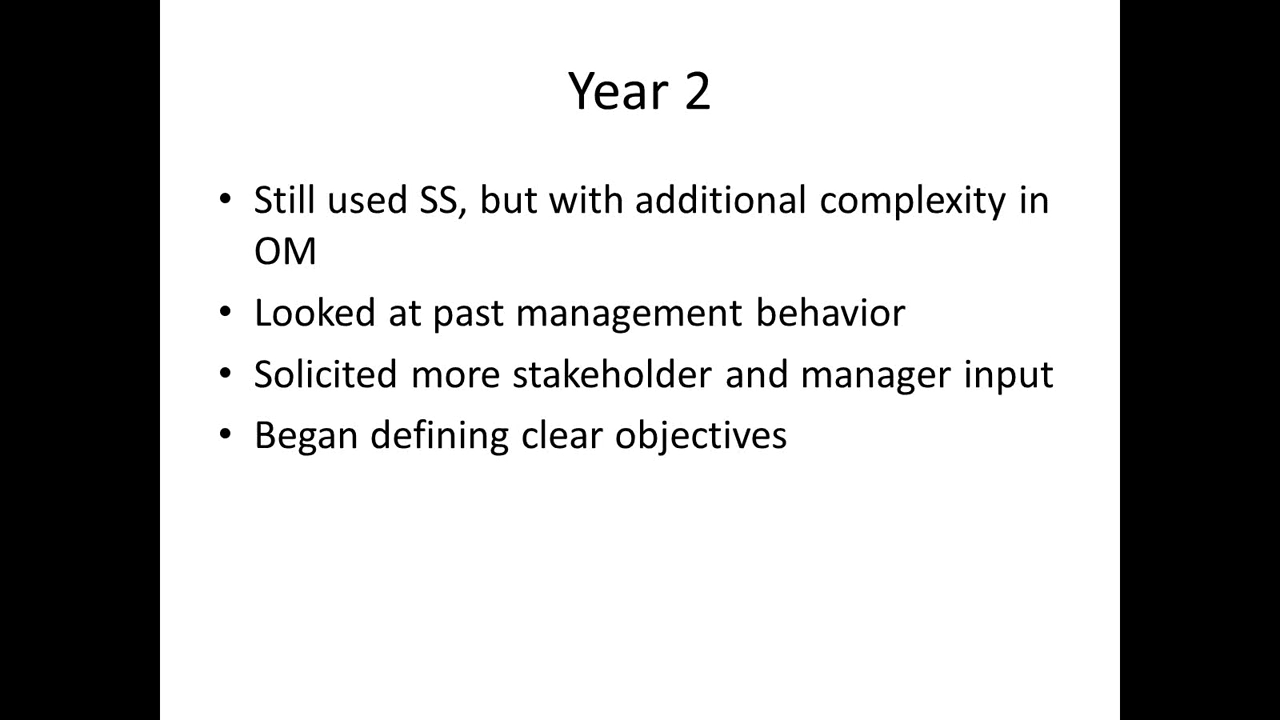 Year 2
• Still used SS, but with additional complexity in
OM
• Looked at past management behavior
• Solicited more stakeholder and manager input
• Began defining clear objectives